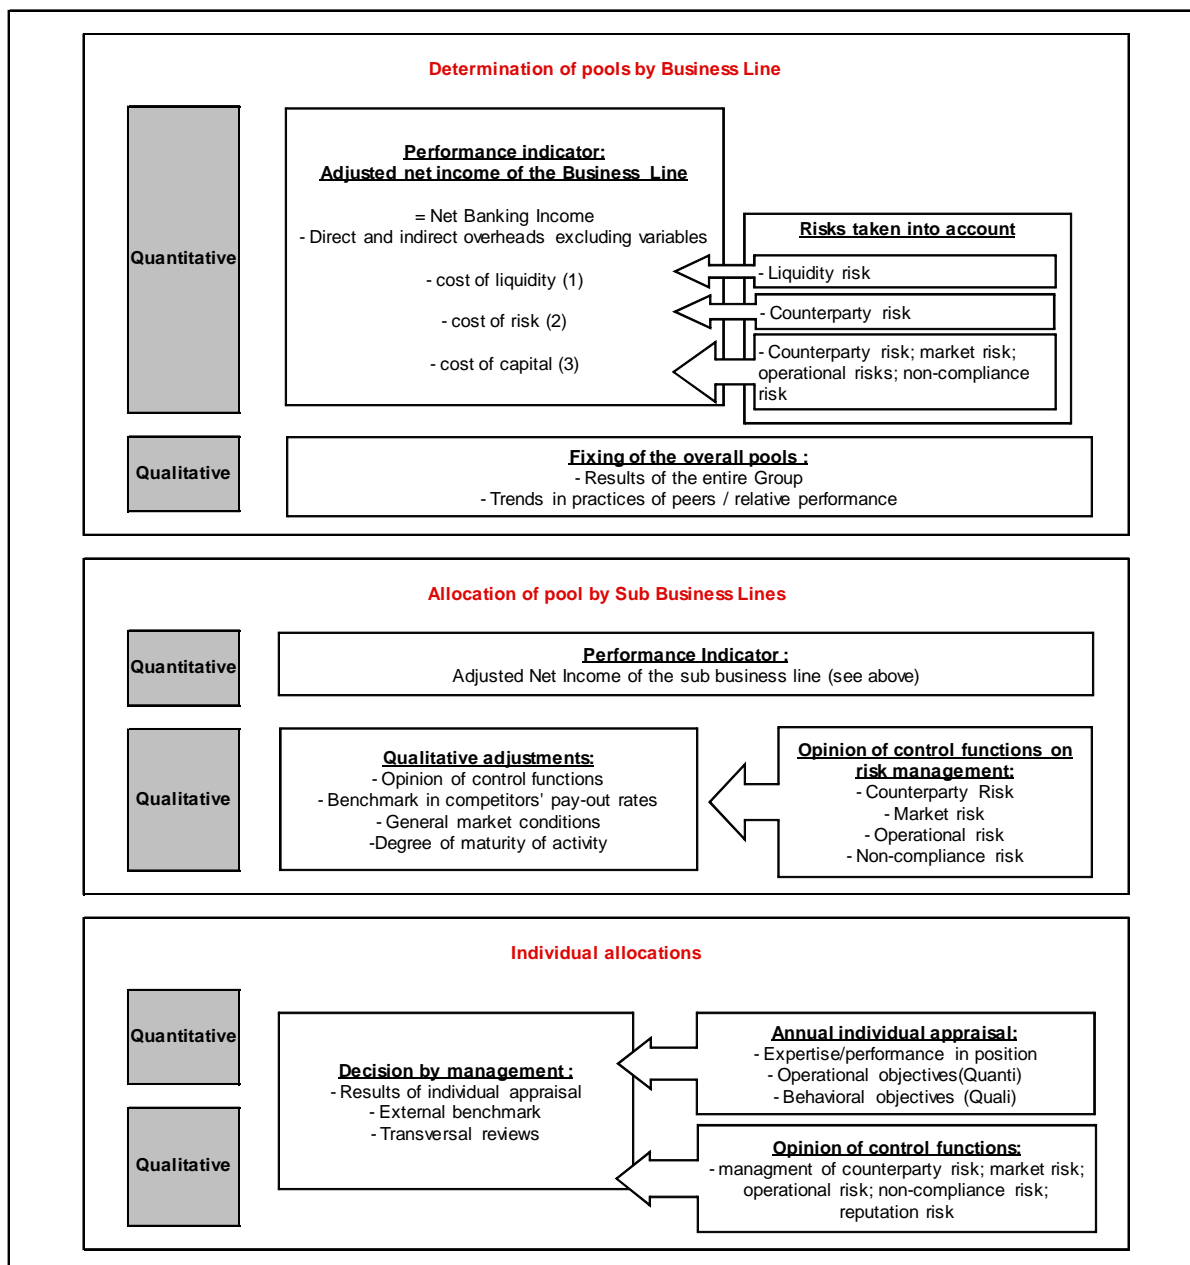 Determination of pools by Business Line
Quantitative
Performance indicator:
Adjusted net income of the Business Line
= Net Banking Income
- Direct and indirect overheads excluding variables
- cost of liquidity (1)
- cost of risk (2)
- cost of capital (3)
Risks taken into account
- Liquidity risk
- Counterparty risk
- Counterparty risk; market risk;
operational risks; non-compliance
risk
Qualitative
Fixing of the overall pools :
- Results of the entire Group
- Trends in practices of peers / relative performance
Allocation of pool by Sub Business Lines
Quantitative
Performance Indicator :
Adjusted Net Income of the sub business line (see above)
Qualitative
Qualitative adjustments:
- Opinion of control functions
- Benchmark in competitors' pay-out rates
- General market conditions
-Degree of maturity of activity
Opinion of control functions on
risk management:
- Counterparty Risk
- Market risk
- Operational risk
- Non-compliance risk
Individual allocations
Quantitative
Qualitative
Decision by management :
- Results of individual appraisal
- External benchmark
- Transversal reviews
Annual individual appraisal:
- Expertise/performance in position
- Operational objectives(Quanti)
- Behavioral objectives (Quali)
Opinion of control functions:
- managment of counterparty risk; market risk;
operational risk; non-compliance risk;
reputation risk